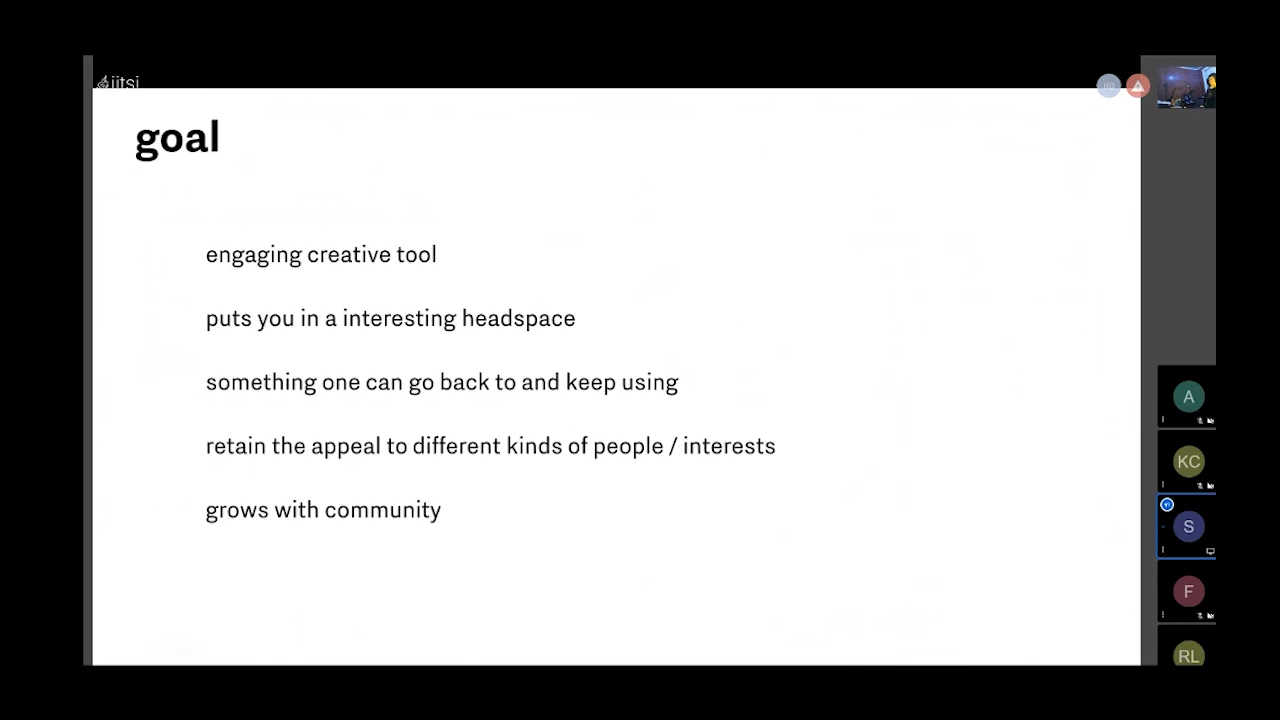 jitsi
goal
engaging creative tool
puts you in a interesting headspace
something one can go back to and keep using
retain the appeal to different kinds of people / interests
grows with community
A
KC
S
F
RL